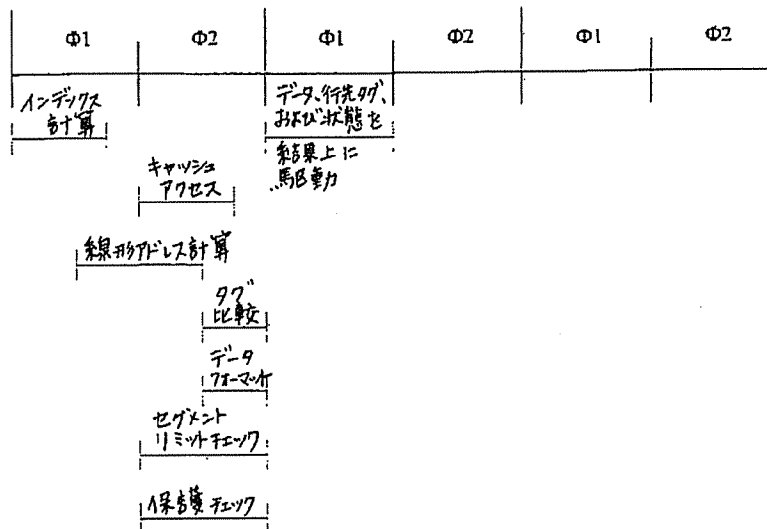 Φ1 Φ2 Φ1 Φ2 Φ1 Φ2
インデックス
計算
データ、行先タグ、
および状態を
結果上に
駆動
キャッシュ
アクセス
線形アドレス計算
タグ
比較
データ
フォーマット
セグメント
リミットチェック
保護チェック